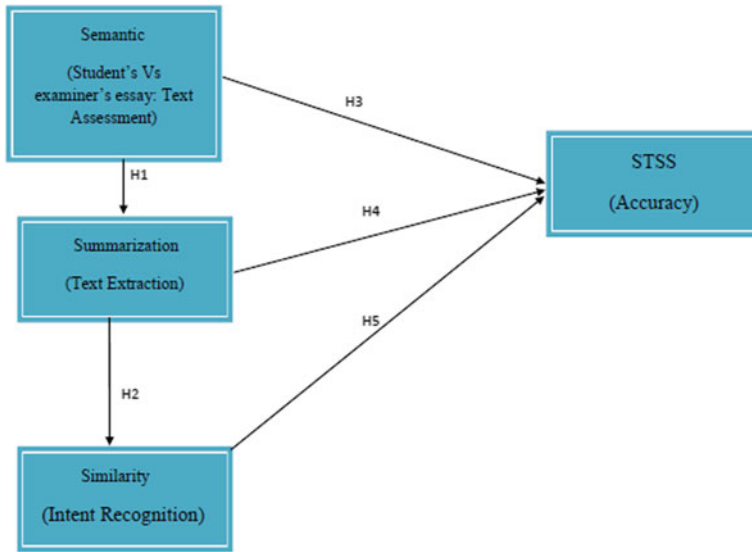 Semantic
(Student’s Vs
examiner’s essay: Text
Assessment)
H3
STSS
(Accuracy)
H1
H4
Summarization
(Text Extraction)
H5
H2
Similarity
(Intent Recognition)